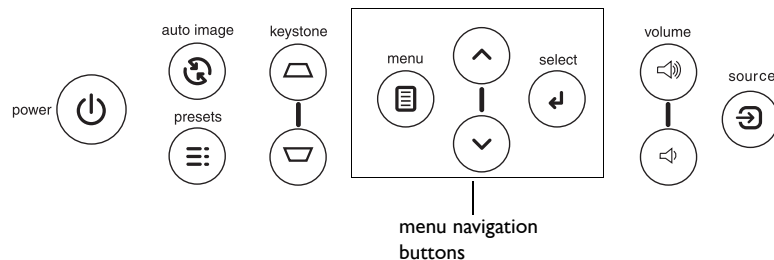 auto image
keystone
menu
select
volume
source
power
presets
menu navigation
buttons